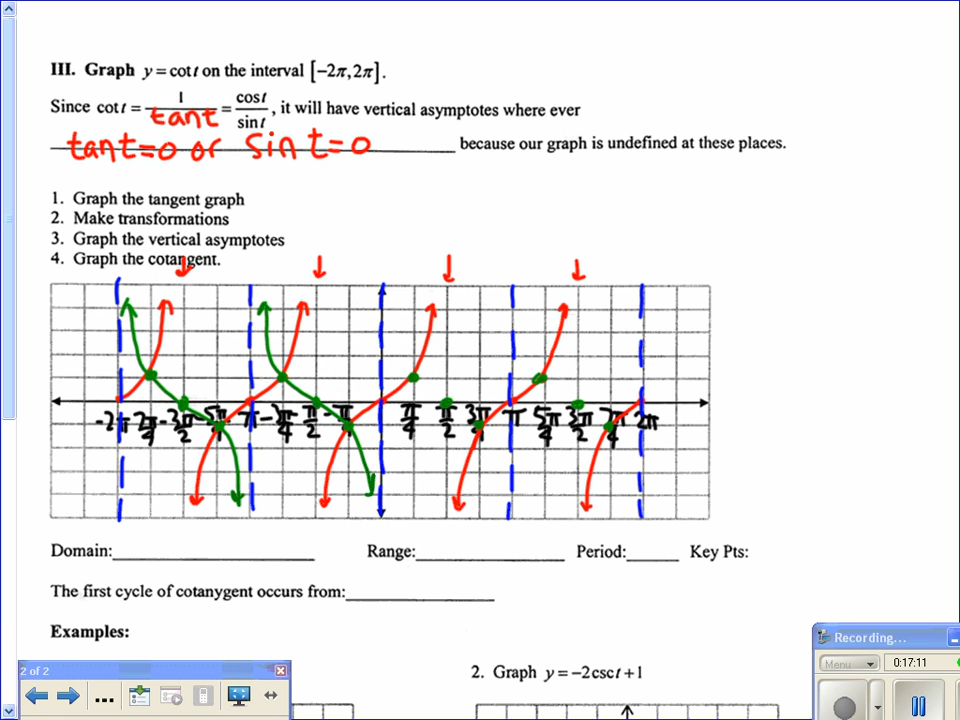 III. Graph y = cot t on the interval [−2π, 2π].
Since cot t = 1/tan t = cos t/sin t, it will have vertical asymptotes where ever
tan t = 0 or sin t = 0 because our graph is undefined at these places.
1. Graph the tangent graph
2. Make transformations
3. Graph the vertical asymptotes
4. Graph the cotangent.
-2π -7π/4 -3π/2 -5π/4 -π -3π/4 -π/2 -π/4 π/4 π/2 3π/4 π 5π/4 3π/2 7π/4 2π
Domain: Range: Period: Key Pts:
The first cycle of cotanygent occurs from:
Examples:
2. Graph y = −2csc t + 1
2 of 2
...
Recording...
Menu 0:17:11